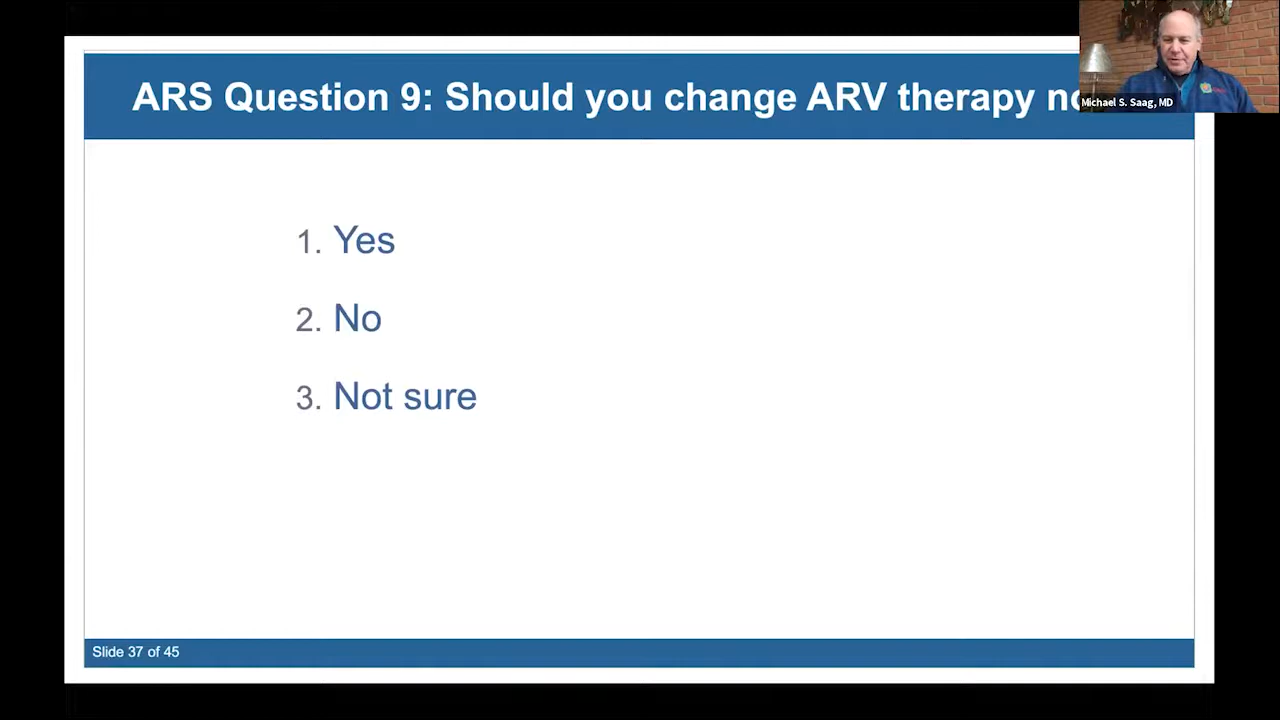 ARS Question 9: Should you change ARV therapy
Michael S. Saag, MD
1. Yes
2. No
3. Not sure
Slide 37 of 45